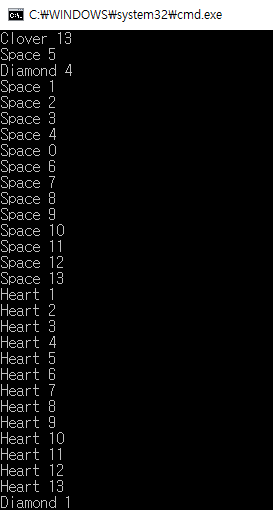 C:\WINDOWS\system32\cmd.exe
Clover 13
Space 5
Diamond 4
Space 1
Space 2
Space 3
Space 4
Space 0
Space 6
Space 7
Space 8
Space 9
Space 10
Space 11
Space 12
Space 13
Heart 1
Heart 2
Heart 3
Heart 4
Heart 5
Heart 6
Heart 7
Heart 8
Heart 9
Heart 10
Heart 11
Heart 12
Heart 13
Diamond 1